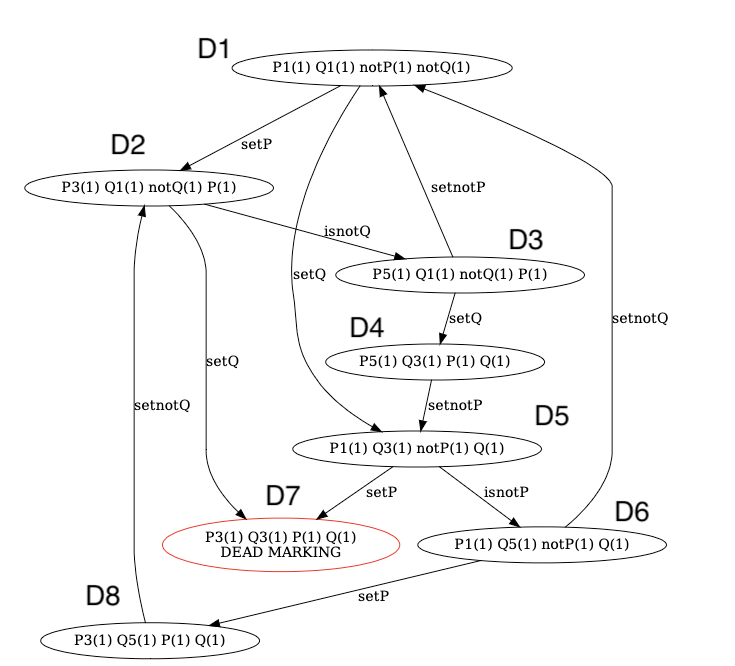 D1
P1(1) Q1(1) notP(1) notQ(1)
setP
D2
P3(1) Q1(1) notQ(1) P(1)
setnotP
isnotQ
D3
setQ
P5(1) Q1(1) notQ(1) P(1)
setQ
setnotQ
D4
P5(1) Q3(1) P(1) Q(1)
setQ
setnotQ
setnotP
D5
P1(1) Q3(1) notP(1) Q(1)
D7
setP
isnotP
D6
P3(1) Q3(1) P(1) Q(1)
DEAD MARKING
P1(1) Q5(1) notP(1) Q(1)
D8
setP
P3(1) Q5(1) P(1) Q(1)